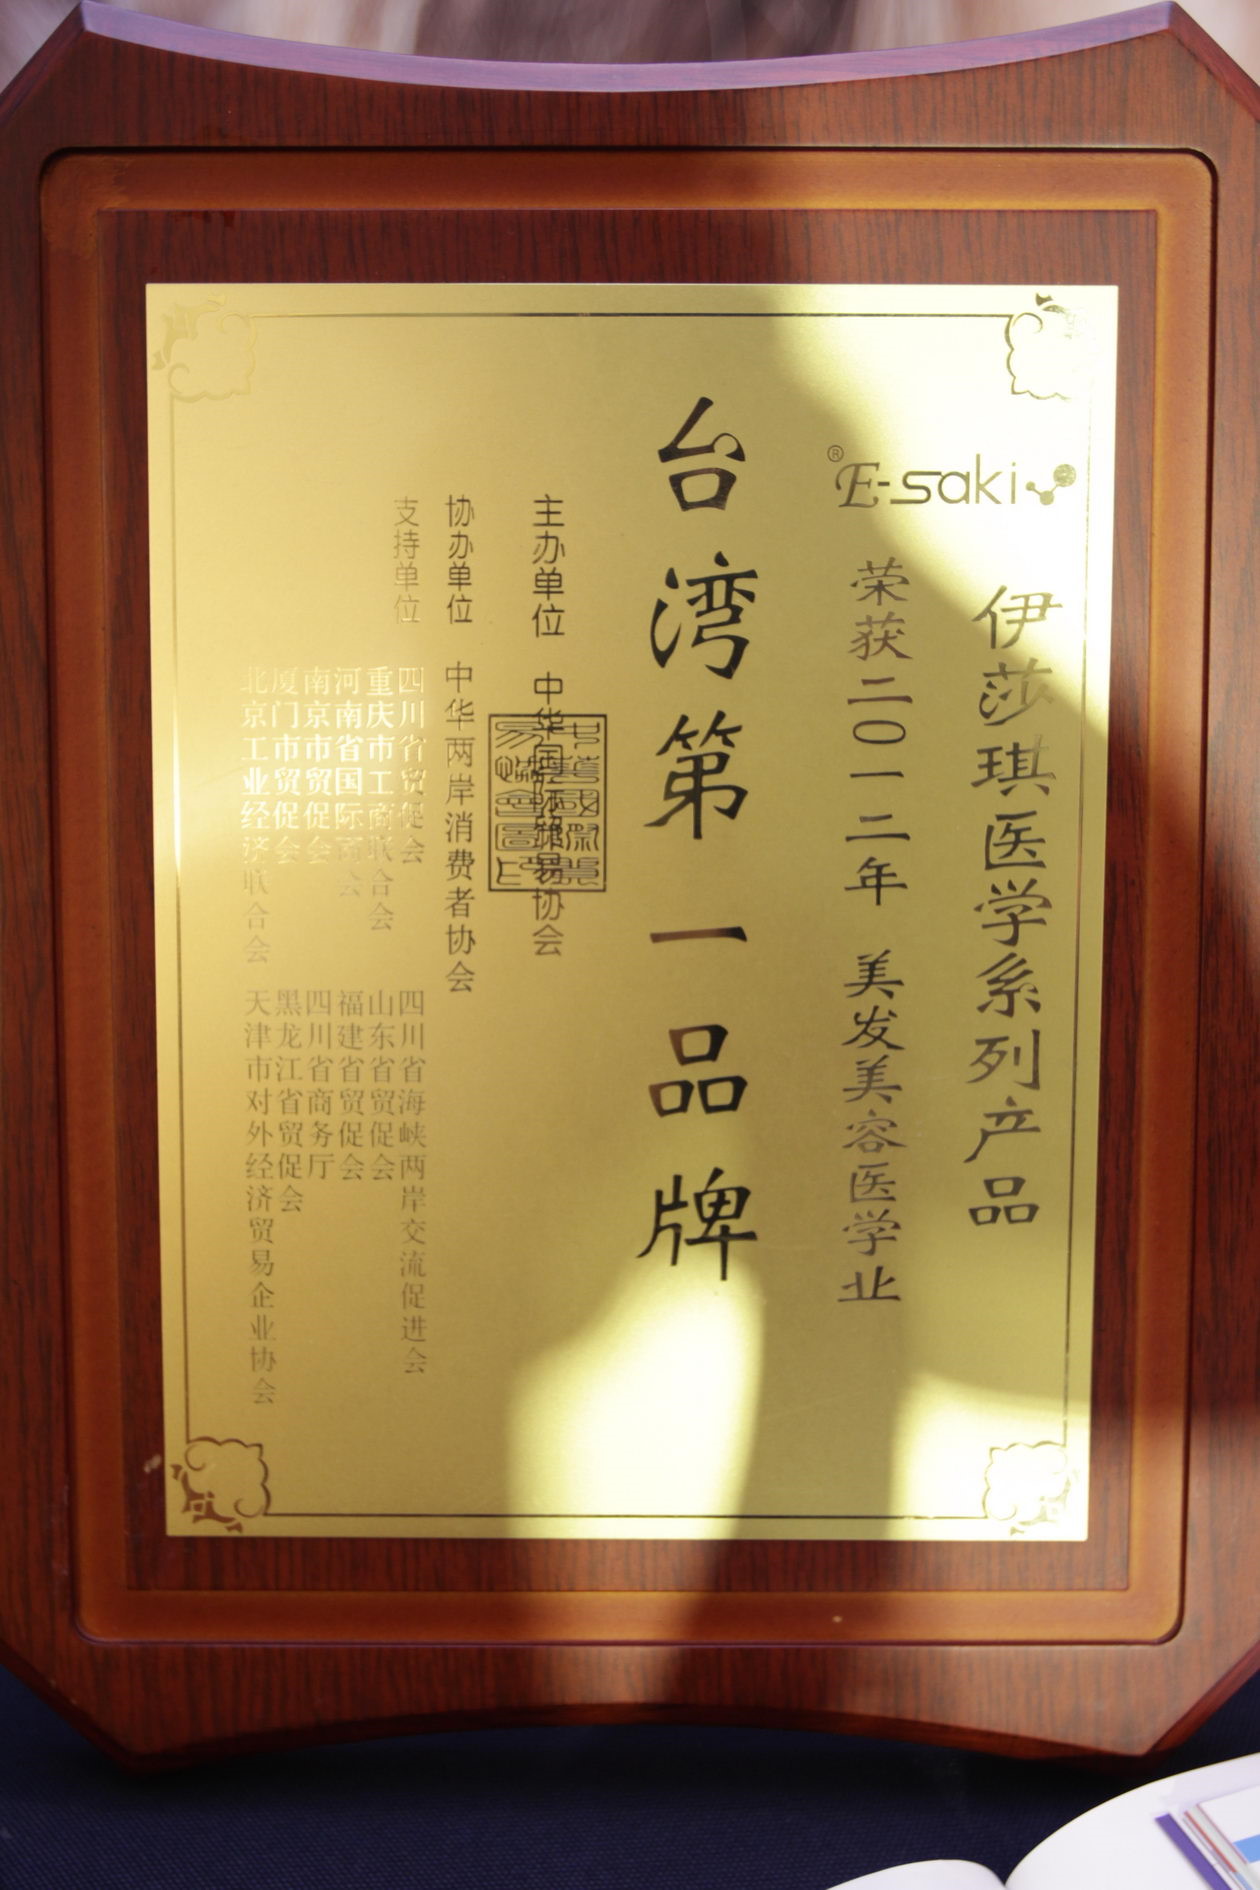 ®E-saki
伊莎琪医学系列产品
荣获二〇一二年 美发美容医学业
台湾第一品牌
主办单位 中华国际贸易协会
协办单位 中华两岸消费者协会
支持单位
四川省贸促会 四川省海峡两岸交流促进会
重庆市工商联合会 山东省贸促会
河南省国际商会 福建省贸促会
南京市贸促会 四川省商务厅
厦门市贸促会 黑龙江省贸促会
北京工业经济联合会 天津市对外经济贸易企业协会